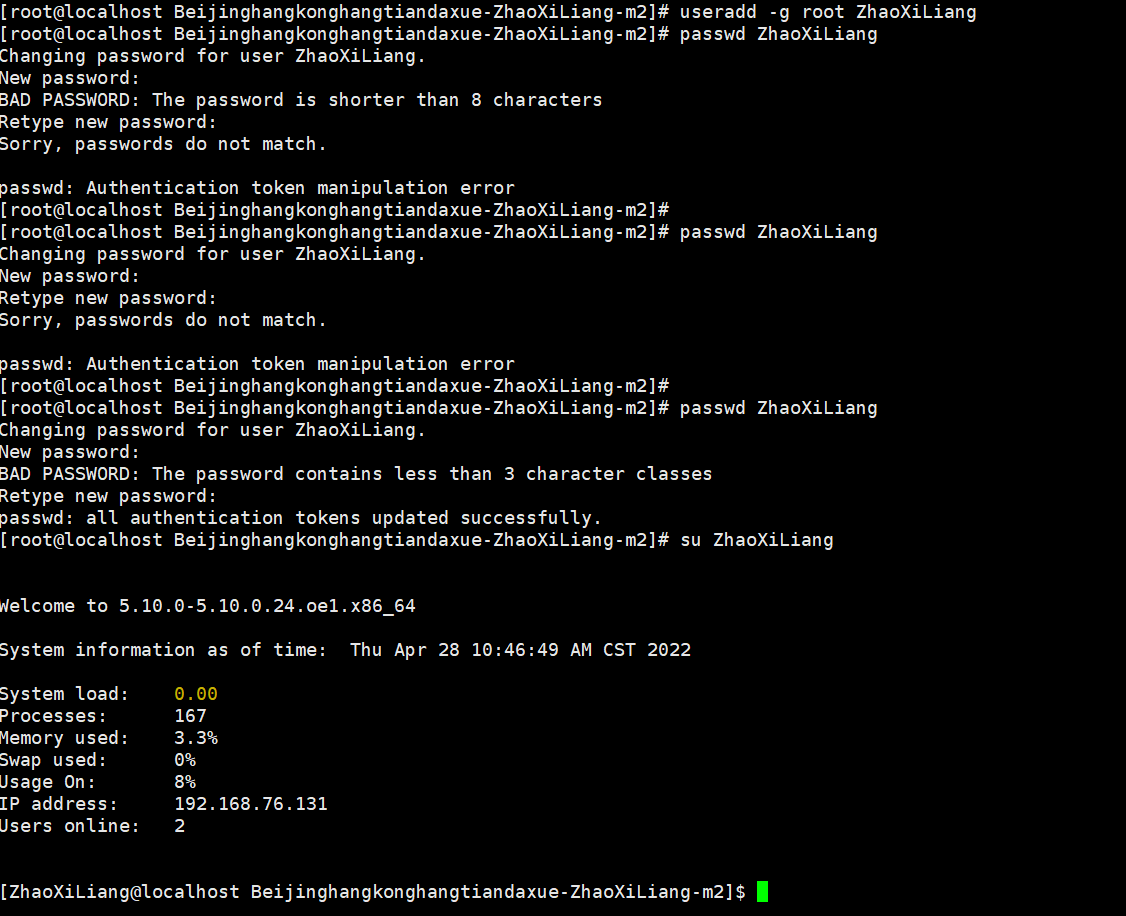 [root@localhost Beijinghangkonghangtiandaxue-ZhaoXiLiang-m2]# useradd -g root ZhaoXiLiang
[root@localhost Beijinghangkonghangtiandaxue-ZhaoXiLiang-m2]# passwd ZhaoXiLiang
Changing password for user ZhaoXiLiang.
New password:
BAD PASSWORD: The password is shorter than 8 characters
Retype new password:
Sorry, passwords do not match.
passwd: Authentication token manipulation error
[root@localhost Beijinghangkonghangtiandaxue-ZhaoXiLiang-m2]#
[root@localhost Beijinghangkonghangtiandaxue-ZhaoXiLiang-m2]# passwd ZhaoXiLiang
Changing password for user ZhaoXiLiang.
New password:
Retype new password:
Sorry, passwords do not match.
passwd: Authentication token manipulation error
[root@localhost Beijinghangkonghangtiandaxue-ZhaoXiLiang-m2]#
[root@localhost Beijinghangkonghangtiandaxue-ZhaoXiLiang-m2]# passwd ZhaoXiLiang
Changing password for user ZhaoXiLiang.
New password:
BAD PASSWORD: The password contains less than 3 character classes
Retype new password:
passwd: all authentication tokens updated successfully.
[root@localhost Beijinghangkonghangtiandaxue-ZhaoXiLiang-m2]# su ZhaoXiLiang
Welcome to 5.10.0-5.10.0.24.oe1.x86_64
System information as of time:  Thu Apr 28 10:46:49 AM CST 2022
System load:    0.00
Processes:      167
Memory used:    3.3%
Swap used:      0%
Usage On:       8%
IP address:     192.168.76.131
Users online:   2
[ZhaoXiLiang@localhost Beijinghangkonghangtiandaxue-ZhaoXiLiang-m2]$